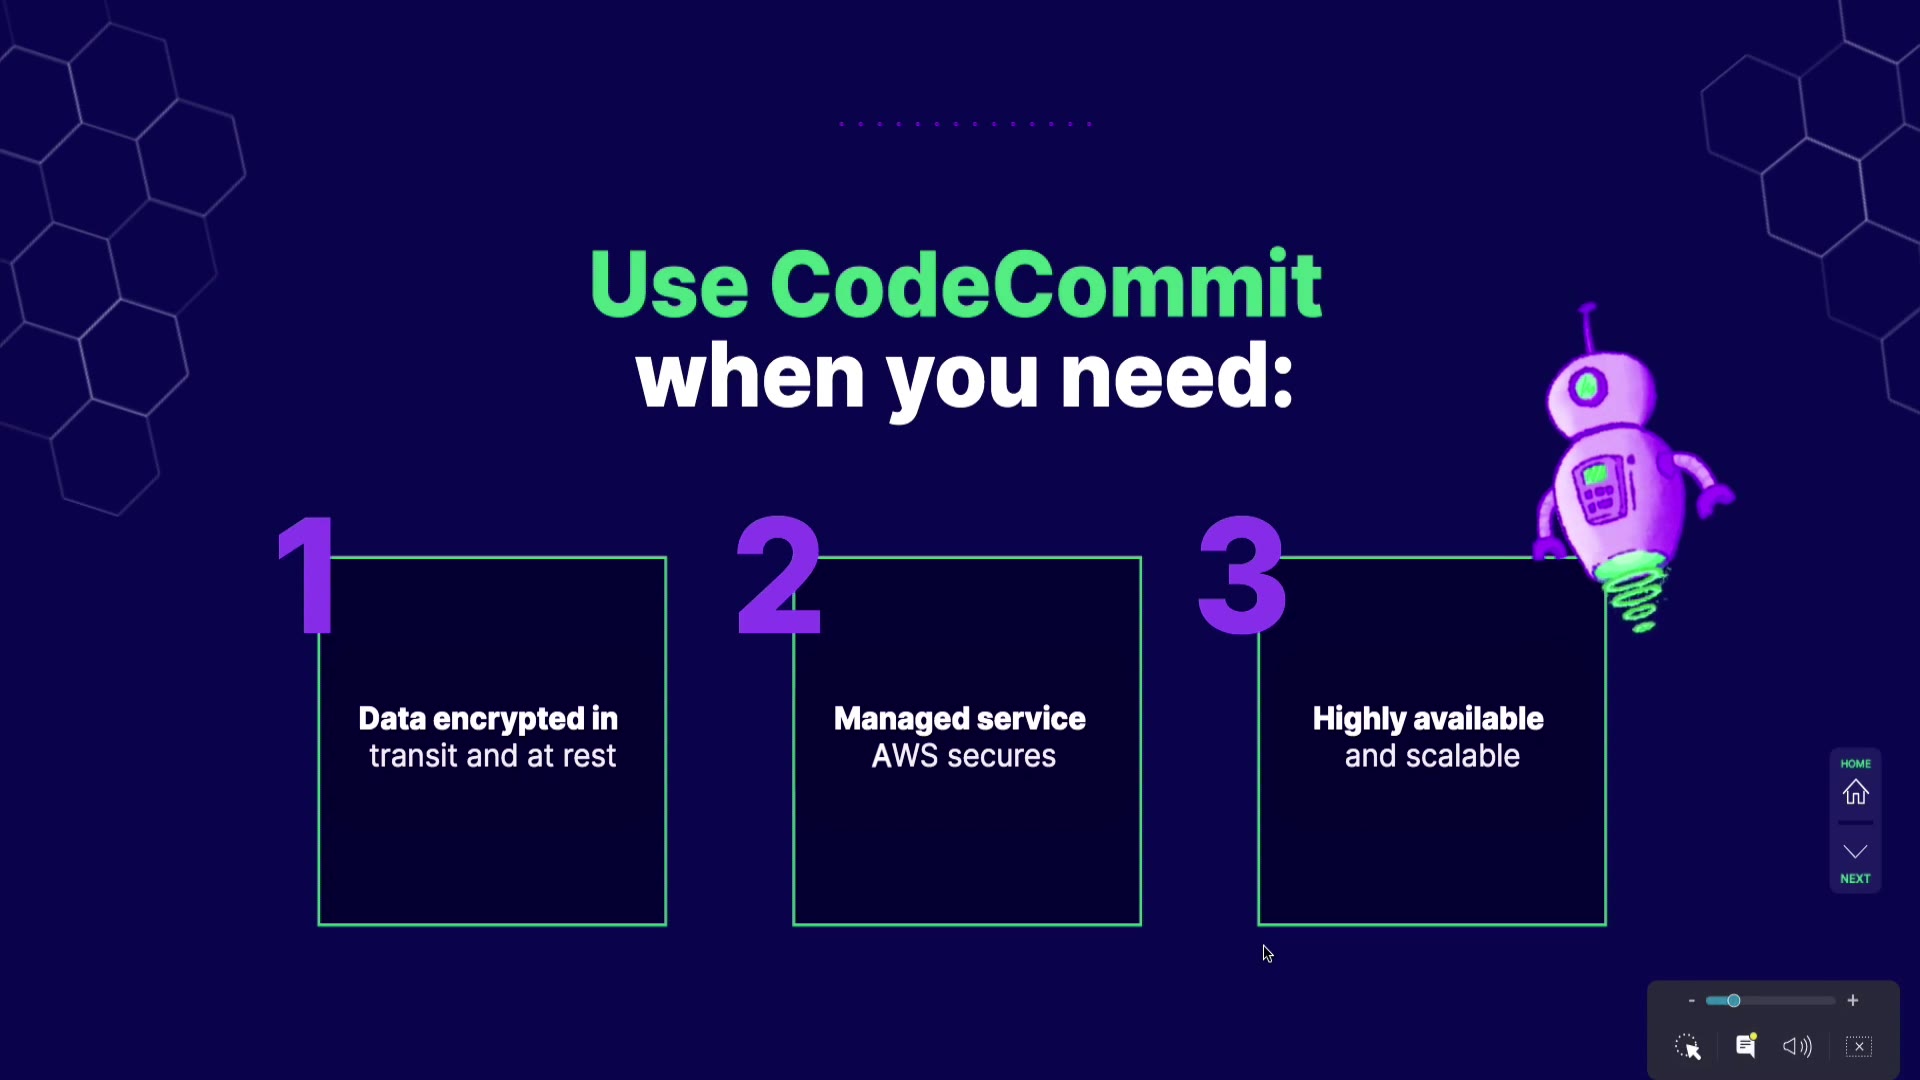 Use CodeCommit
when you need:
1
Data encrypted in
transit and at rest
2
Managed service
AWS secures
3
Highly available
and scalable
HOME
NEXT
- +